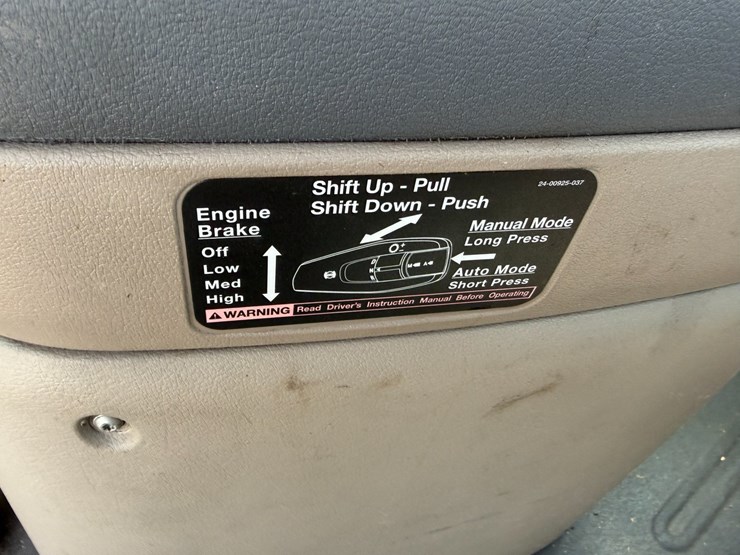 Shift Up - Pull
Shift Down - Push
24-00925-037
Engine
Brake
Off
Low
Med
High
Manual Mode
Long Press
Auto Mode
Short Press
WARNING Read Driver's Instruction Manual Before Operating